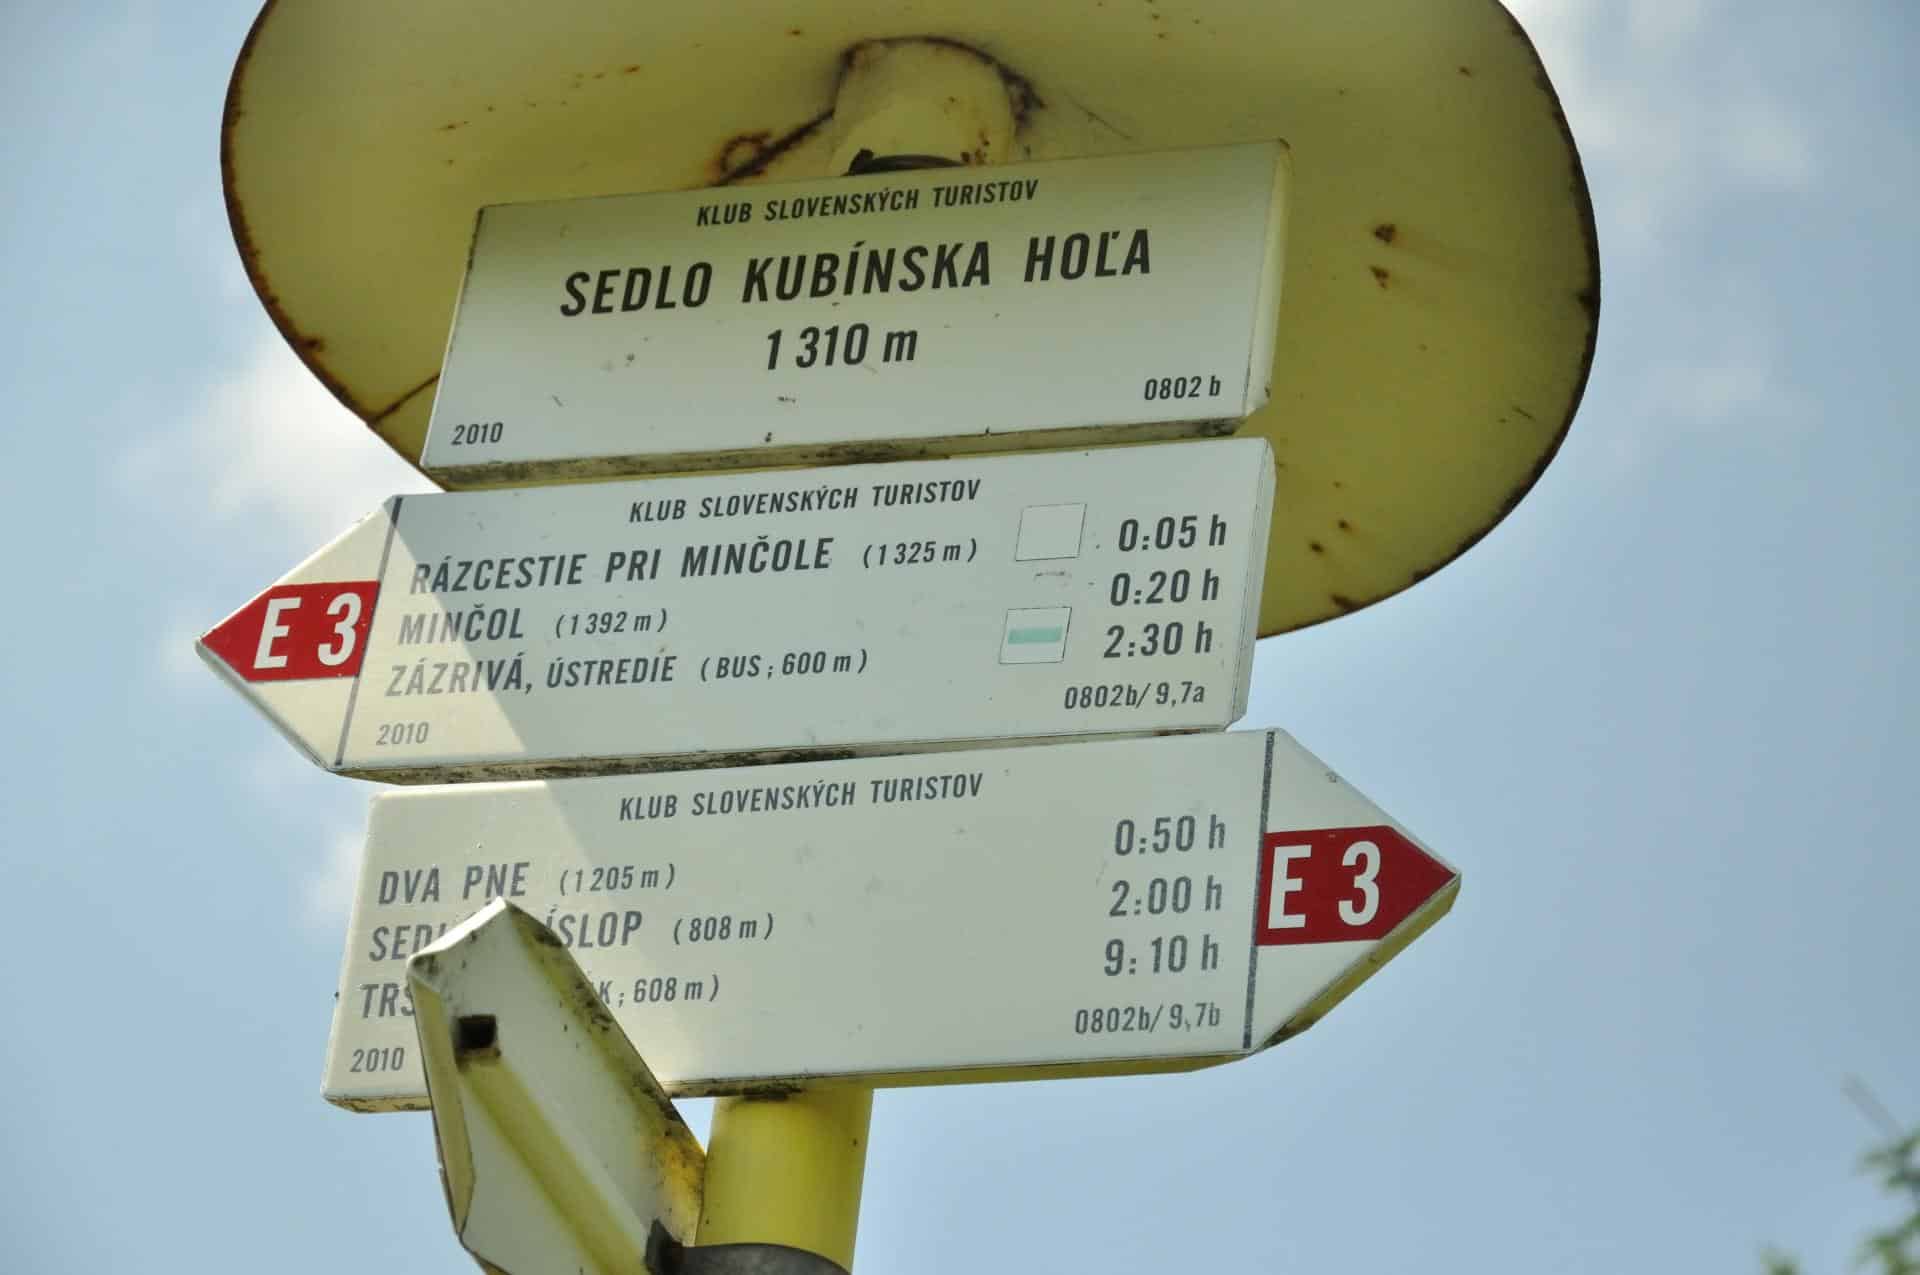 KLUB SLOVENSKÝCH TURISTOV
SEDLO KUBÍNSKA HOĽA
1 310 m
0802 b
2010
KLUB SLOVENSKÝCH TURISTOV
RÁZCESTIE PRI MINČOLE (1 325 m) 0:05 h
MINČOL (1 392 m) 0:20 h
E 3
ZÁZRIVÁ, ÚSTREDIE (BUS; 600 m) 2:30 h
0802b/ 9,7a
2010
KLUB SLOVENSKÝCH TURISTOV
DVA PNE (1 205 m) 0:50 h
E 3
(808 m) 2:00 h
608 m) 9:10 h
0802b/ 9,7b
2010